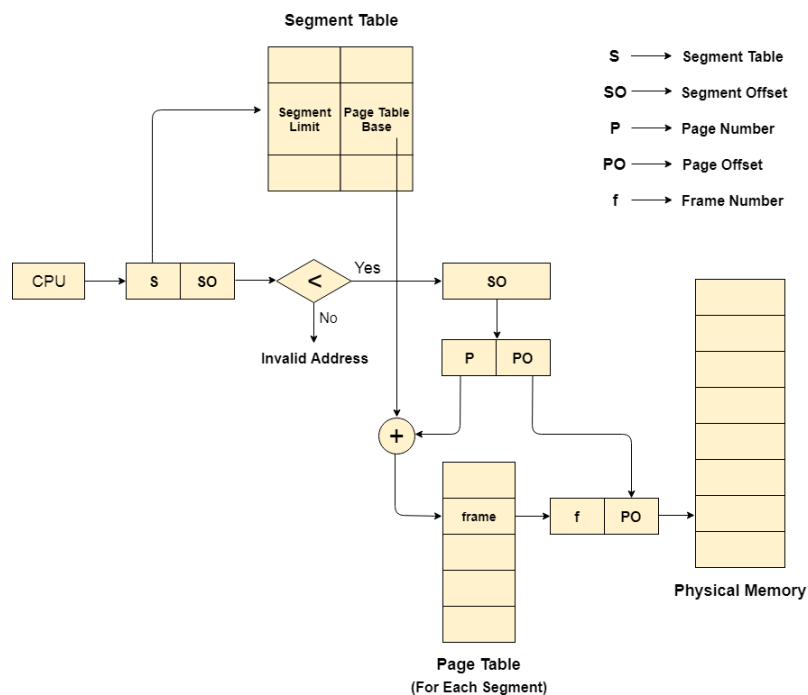 Segment Table
Segment Limit
Page Table Base
S → Segment Table
SO → Segment Offset
P → Page Number
PO → Page Offset
f → Frame Number
CPU
S
SO
<
Yes
No
Invalid Address
SO
P
PO
+
frame
f
PO
Physical Memory
Page Table
(For Each Segment)